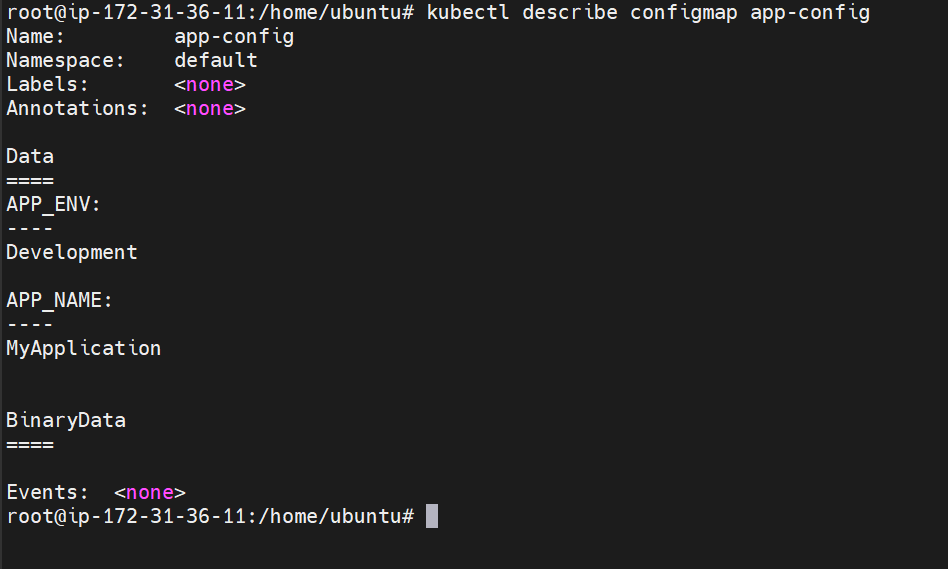 root@ip-172-31-36-11:/home/ubuntu# kubectl describe configmap app-config
Name:         app-config
Namespace:    default
Labels:       <none>
Annotations:  <none>

Data
====
APP_ENV:
----
Development

APP_NAME:
----
MyApplication


BinaryData
====

Events:  <none>
root@ip-172-31-36-11:/home/ubuntu#